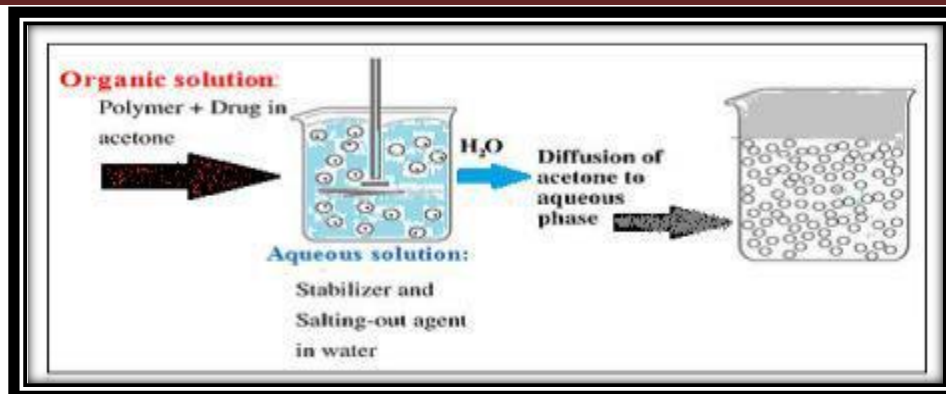 Organic solution:
Polymer + Drug in
acetone
H₂O
Diffusion of
acetone to
aqueous
phase
Aqueous solution:
Stabilizer and
Salting-out agent
in water